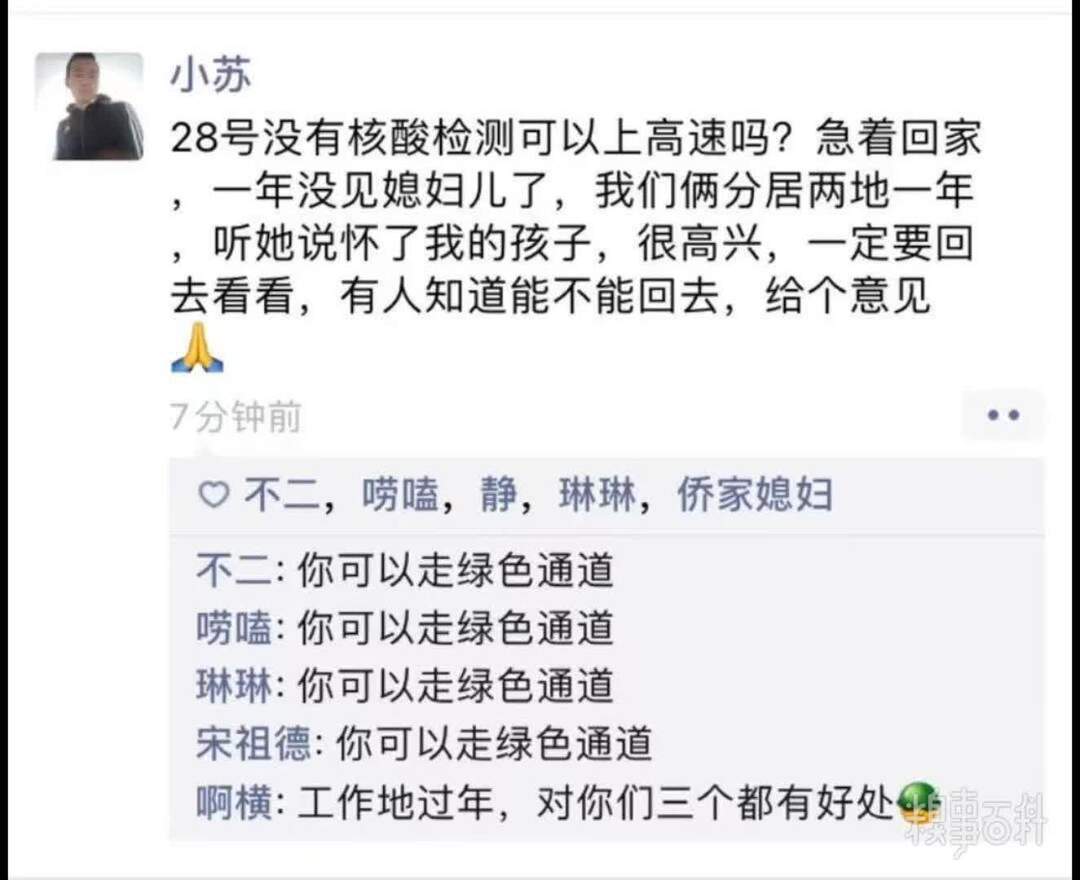 小苏
28号没有核酸检测可以上高速吗？急着回家
，一年没见媳妇儿了，我们俩分居两地一年
，听她说怀了我的孩子，很高兴，一定要回
去看看，有人知道能不能回去，给个意见
🙏
7分钟前
不二，唠嗑，静，琳琳，侨家媳妇
不二: 你可以走绿色通道
唠嗑: 你可以走绿色通道
琳琳: 你可以走绿色通道
宋祖德: 你可以走绿色通道
啊横: 工作地过年，对你们三个都有好处
糗事百科